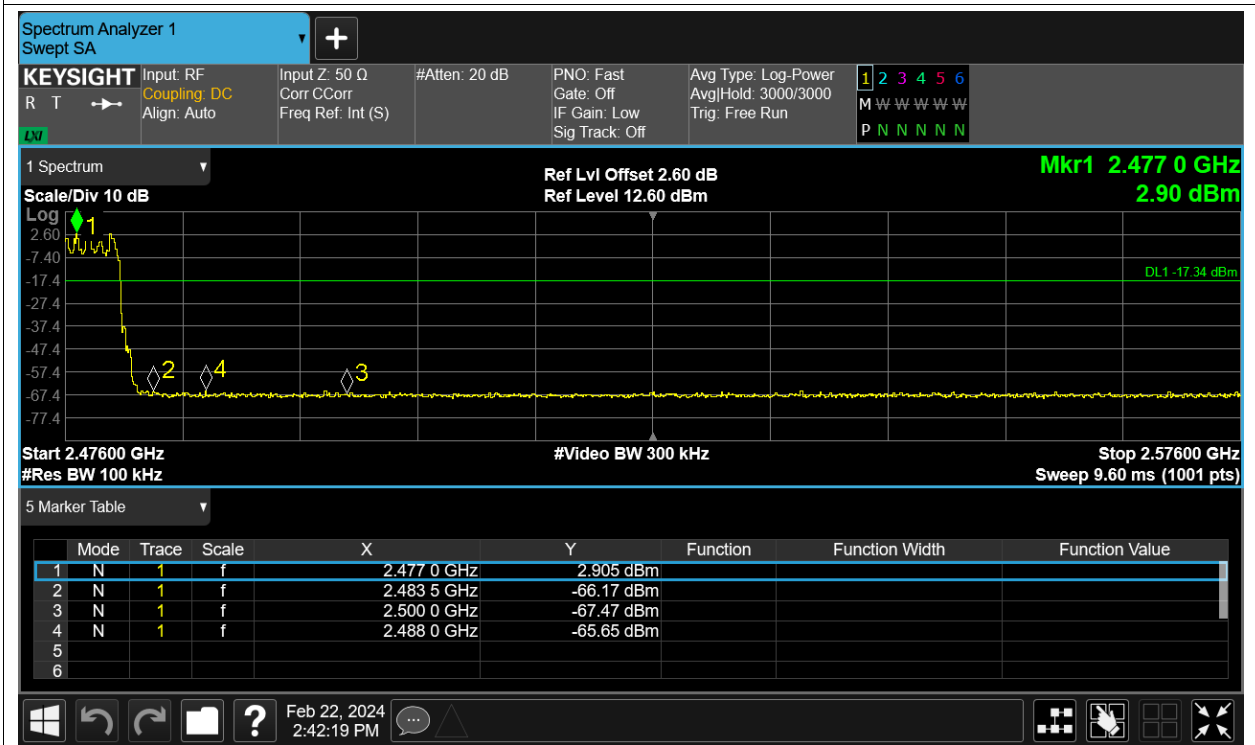 Spectrum Analyzer 1
Swept SA
KEYSIGHT Input: RF Input Z: 50 Ω #Atten: 20 dB PNO: Fast Avg Type: Log-Power 1 2 3 4 5 6
R T Coupling: DC Corr CCorr Gate: Off Avg|Hold: 3000/3000 M W W W W W
Align: Auto Freq Ref: Int (S) IF Gain: Low Trig: Free Run
LXI Sig Track: Off P N N N N N
1 Spectrum Ref Lvl Offset 2.60 dB Mkr1 2.477 0 GHz
Scale/Div 10 dB Ref Level 12.60 dBm 2.90 dBm
Log
1
2.60
-7.40
DL1 -17.34 dBm
-17.4
-27.4
-37.4
-47.4
-57.4
2 4 3
-67.4
-77.4
Start 2.47600 GHz #Video BW 300 kHz Stop 2.57600 GHz
#Res BW 100 kHz Sweep 9.60 ms (1001 pts)
5 Marker Table
Mode Trace Scale X Y Function Function Width Function Value
1 N 1 f 2.477 0 GHz 2.905 dBm
2 N 1 f 2.483 5 GHz -66.17 dBm
3 N 1 f 2.500 0 GHz -67.47 dBm
4 N 1 f 2.488 0 GHz -65.65 dBm
5
6
? Feb 22, 2024
2:42:19 PM